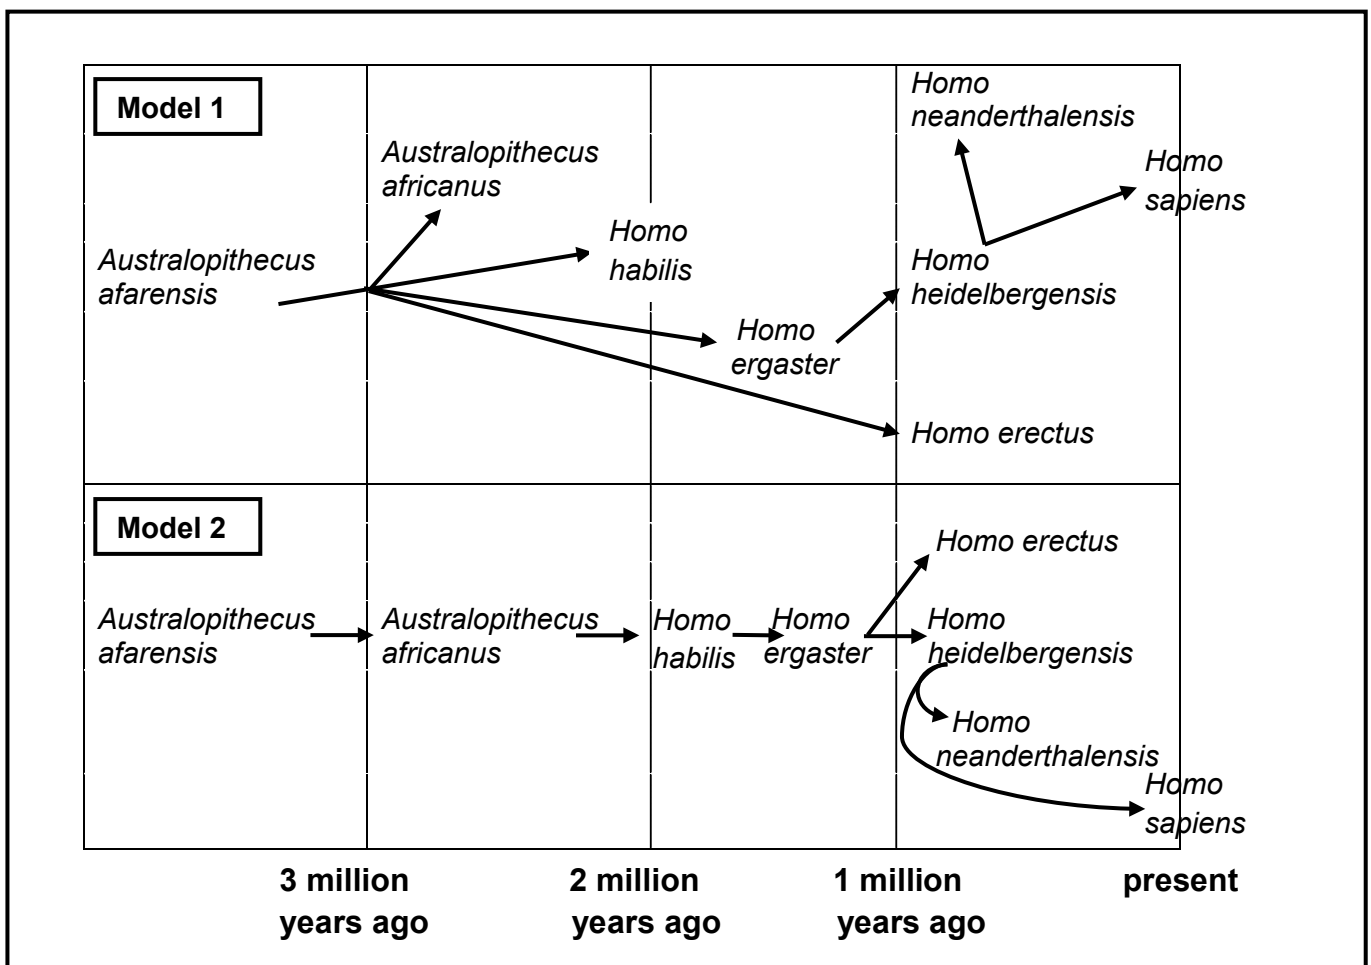 Model 1
Homo
neanderthalensis
Australopithecus
africanus
Homo
sapiens
Homo
habilis
Australopithecus
afarensis
Homo
heidelbergensis
Homo
ergaster
Homo erectus
Model 2
Homo erectus
Australopithecus
afarensis
Australopithecus
africanus
Homo
habilis
Homo
ergaster
Homo
heidelbergensis
Homo
neanderthalensis
Homo
sapiens
3 million
years ago
2 million
years ago
1 million
years ago
present